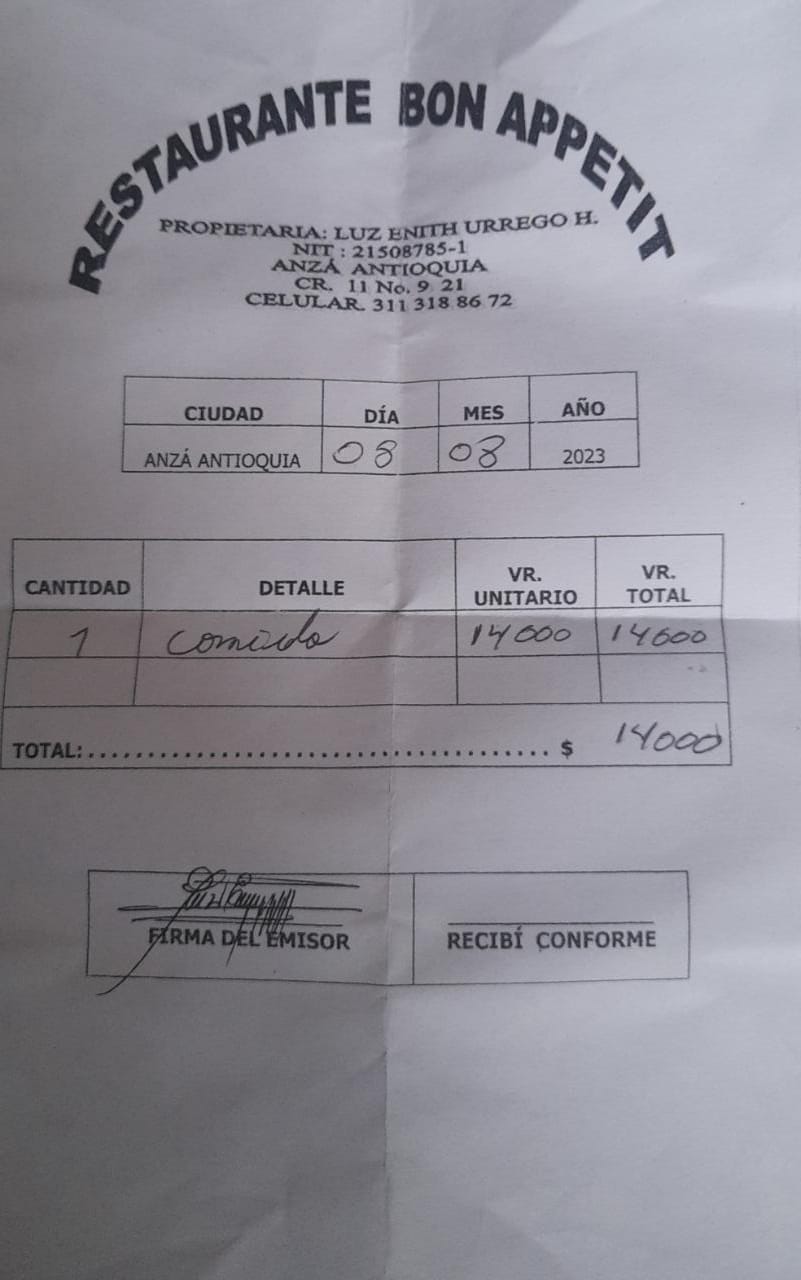 RESTAURANTE BON APPETIT
PROPIETARIA: LUZ ENITH URREGO H.
NIT : 21508785-1
ANZÁ ANTIOQUIA
CR. 11 No. 9 21
CELULAR. 311 318 86 72
CIUDAD DÍA MES AÑO
ANZÁ ANTIOQUIA 08 08 2023
CANTIDAD DETALLE VR. UNITARIO VR. TOTAL
1 comida 14000 14000
TOTAL:....................................... $ 14000
FIRMA DEL EMISOR RECIBÍ CONFORME